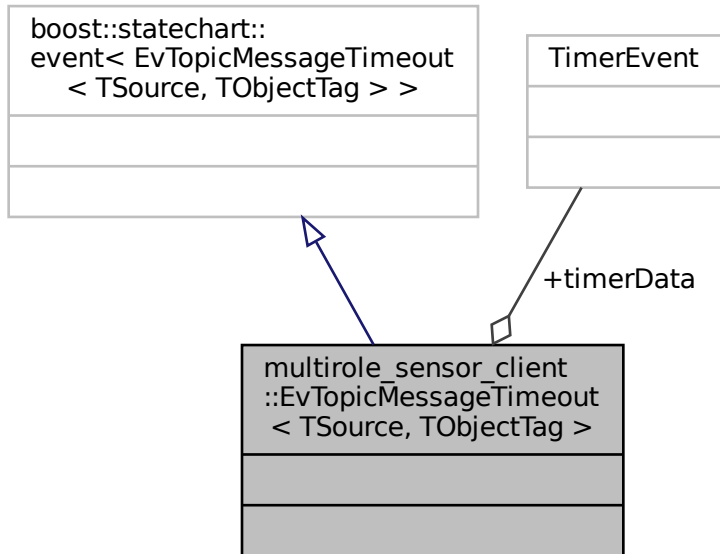 boost::statechart::
event< EvTopicMessageTimeout
< TSource, TObjectTag > >
TimerEvent
+timerData
multirole_sensor_client
::EvTopicMessageTimeout
< TSource, TObjectTag >